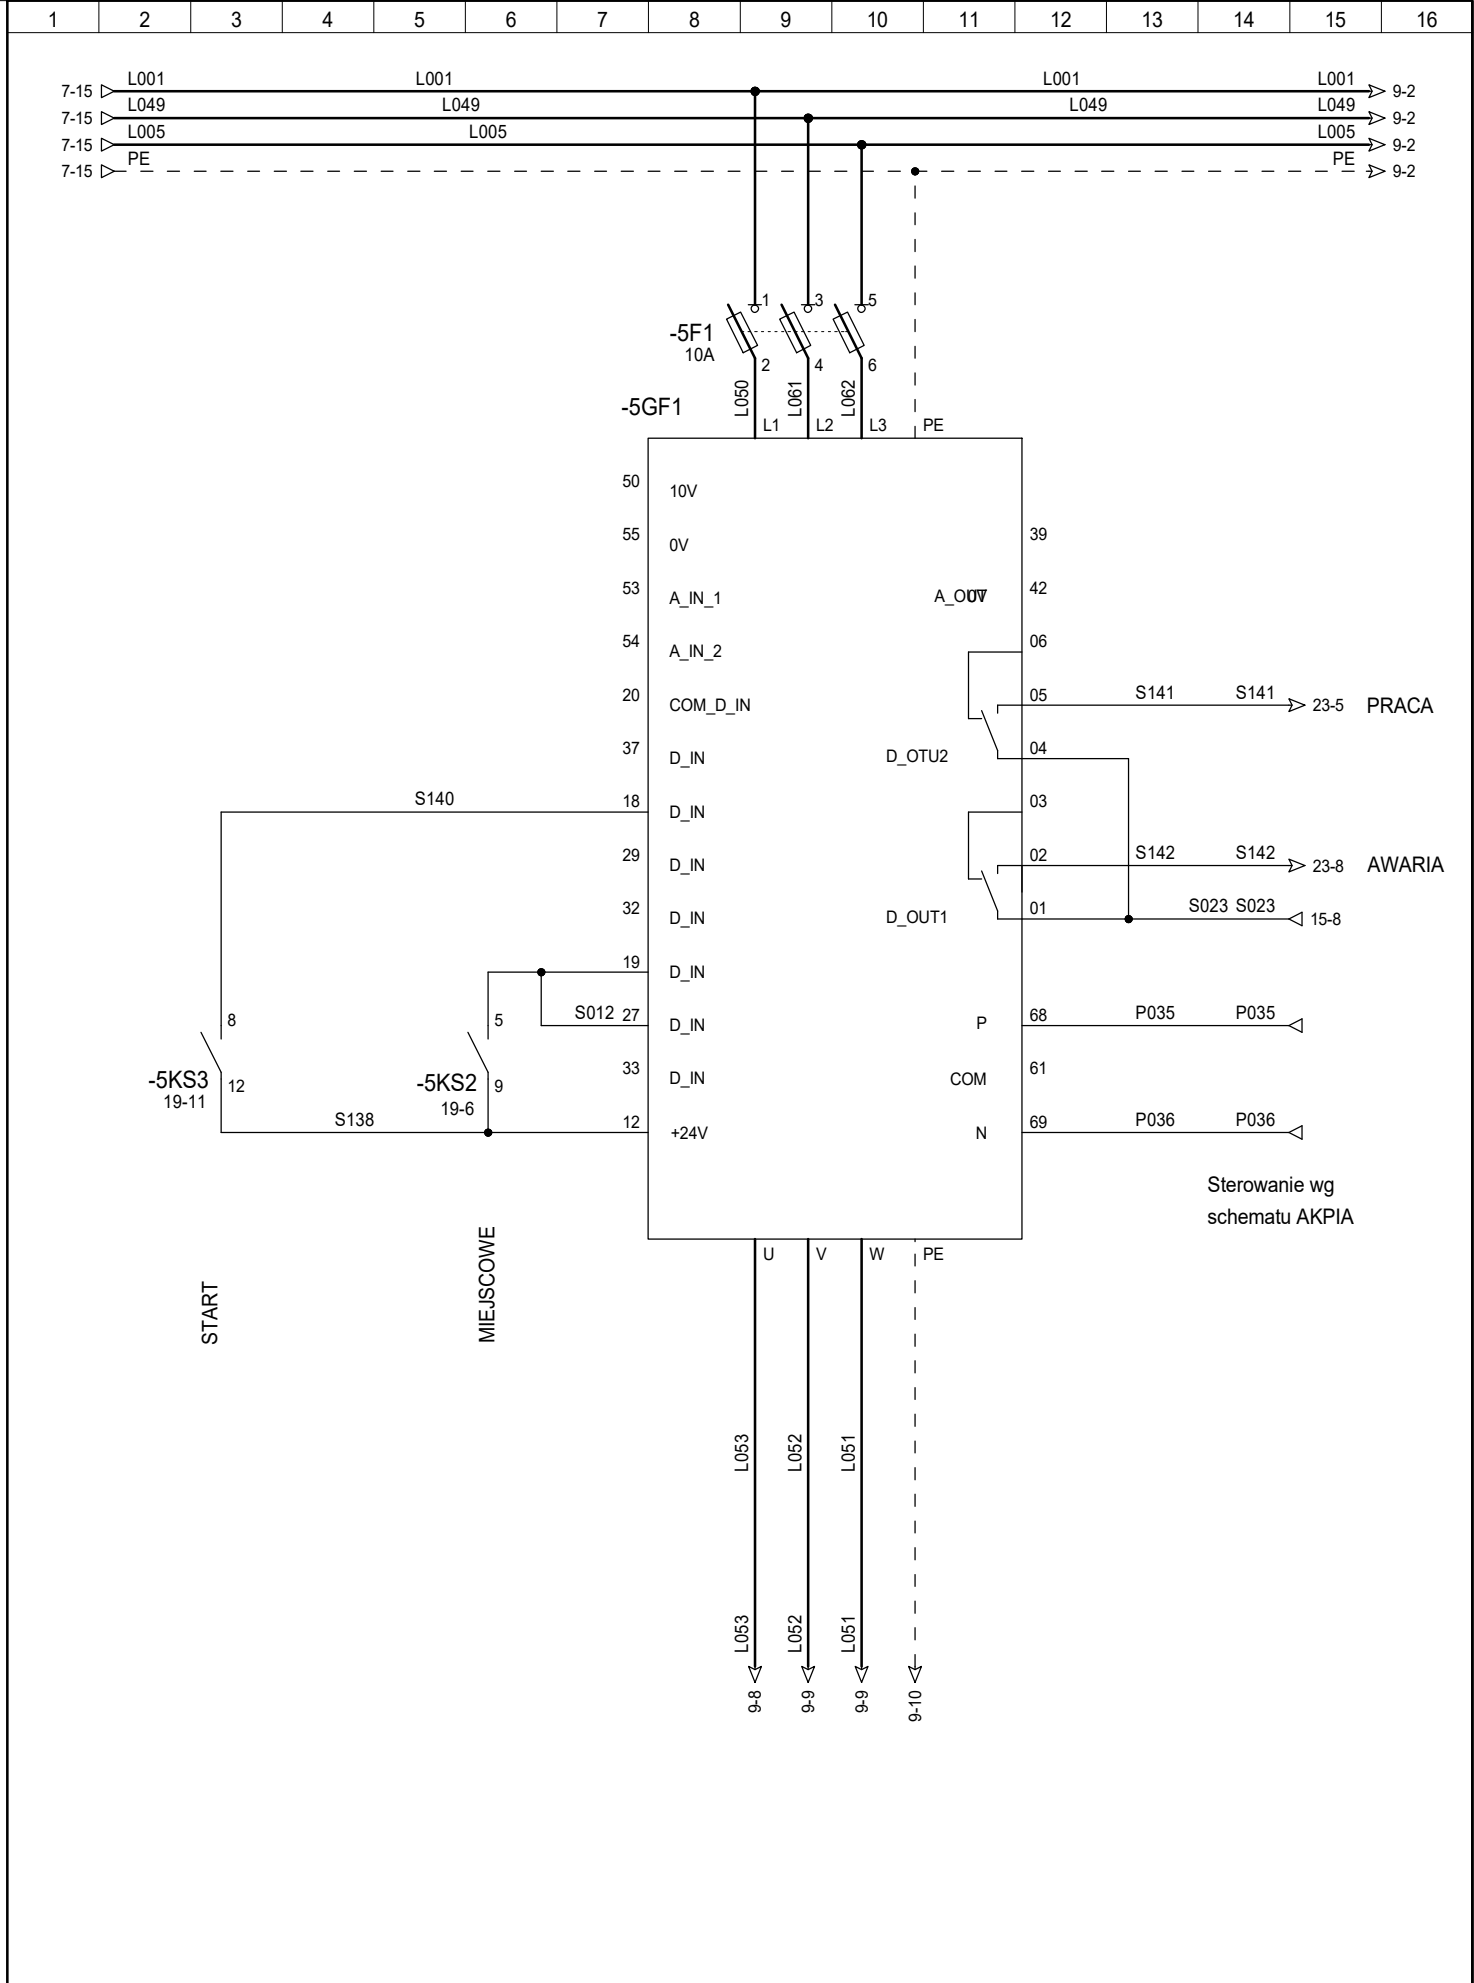 1 2 3 4 5 6 7 8 9 10 11 12 13 14 15 16
7-15 L001 L001 L001 L001 9-2
7-15 L049 L049 L049 L049 9-2
7-15 L005 L005 L005 9-2
7-15 PE PE 9-2
1 3 5
-5F1
10A
2 4 6
L050 L061 L062
-5GF1
L1 L2 L3 PE
50 10V
55 0V 39
53 A_IN_1 A_OUT 0V 42
54 A_IN_2 06
20 COM_D_IN 05 S141 S141 23-5 PRACA
37 D_IN D_OTU2 04
S140 18 D_IN 03
29 D_IN 02 S142 S142 23-8 AWARIA
32 D_IN D_OUT1 01 S023 S023 15-8
19 D_IN
8 5 S012 27 D_IN P 68 P035 P035
-5KS3 12 -5KS2 9 33 D_IN COM 61
19-11 19-6
S138 12 +24V N 69 P036 P036
Sterowanie wg
schematu AKPIA
START MIEJSCOWE
U V W PE
L053 L052 L051
L053 L052 L051
9-8 9-9 9-9 9-10